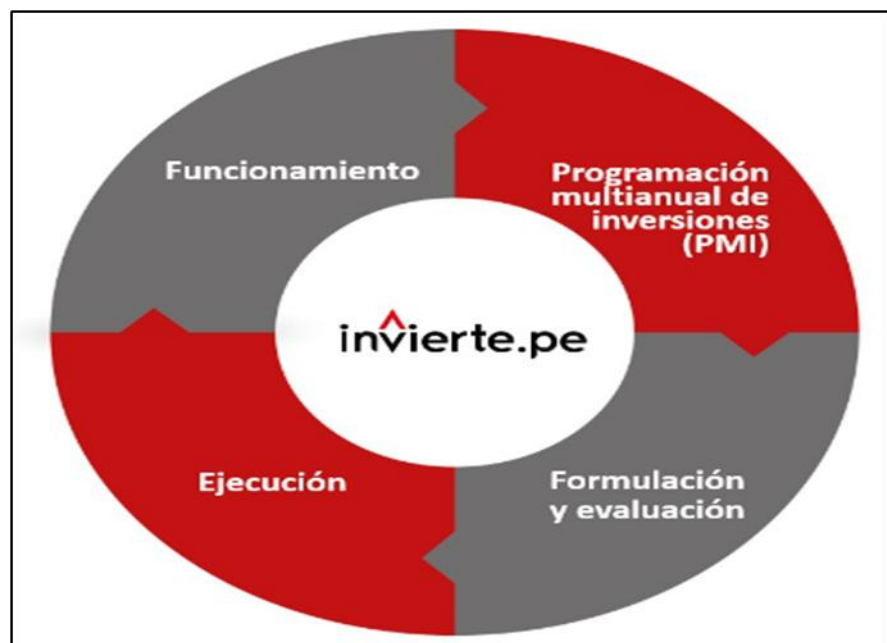 Funcionamiento
Programación
multianual de
inversiones
(PMI)
invierte.pe
Ejecución
Formulación
y evaluación